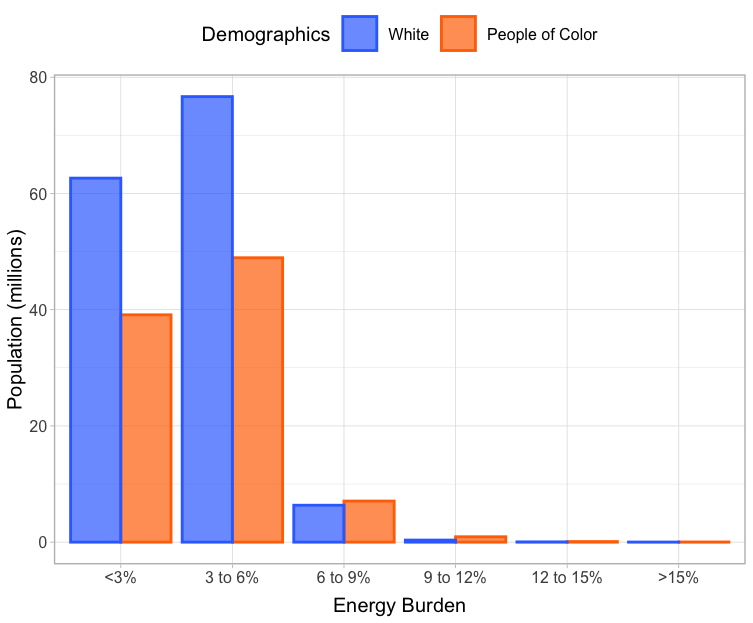 Demographics White People of Color
Population (millions)
80
60
40
20
0
<3% 3 to 6% 6 to 9% 9 to 12% 12 to 15% >15%
Energy Burden